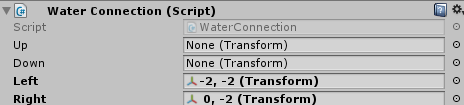 Water Connection (Script)
Script WaterConnection
Up None (Transform)
Down None (Transform)
Left -2, -2 (Transform)
Right 0, -2 (Transform)